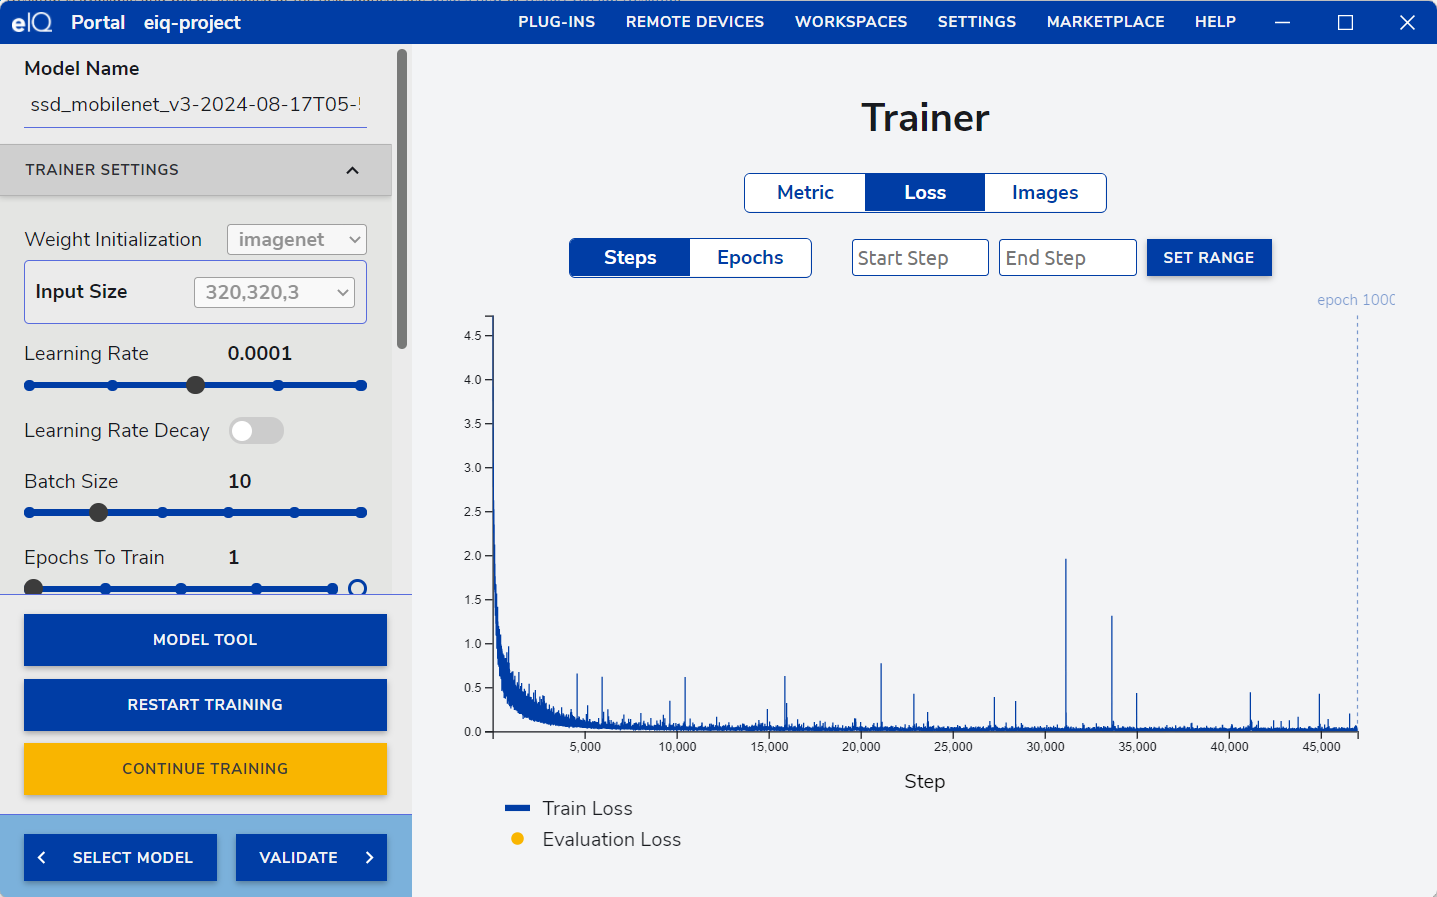 eIQ Portal eiq-project PLUG-INS REMOTE DEVICES WORKSPACES SETTINGS MARKETPLACE HELP
Model Name
ssd_mobilenet_v3-2024-08-17T05-
TRAINER SETTINGS
Weight Initialization imagenet
Input Size 320,320,3
Learning Rate 0.0001
Learning Rate Decay
Batch Size 10
Epochs To Train 1
MODEL TOOL
RESTART TRAINING
CONTINUE TRAINING
SELECT MODEL VALIDATE
Trainer
Metric Loss Images
Steps Epochs Start Step End Step SET RANGE
epoch 1000
4.5
4.0
3.5
3.0
2.5
2.0
1.5
1.0
0.5
0.0
5,000 10,000 15,000 20,000 25,000 30,000 35,000 40,000 45,000
Step
Train Loss
Evaluation Loss